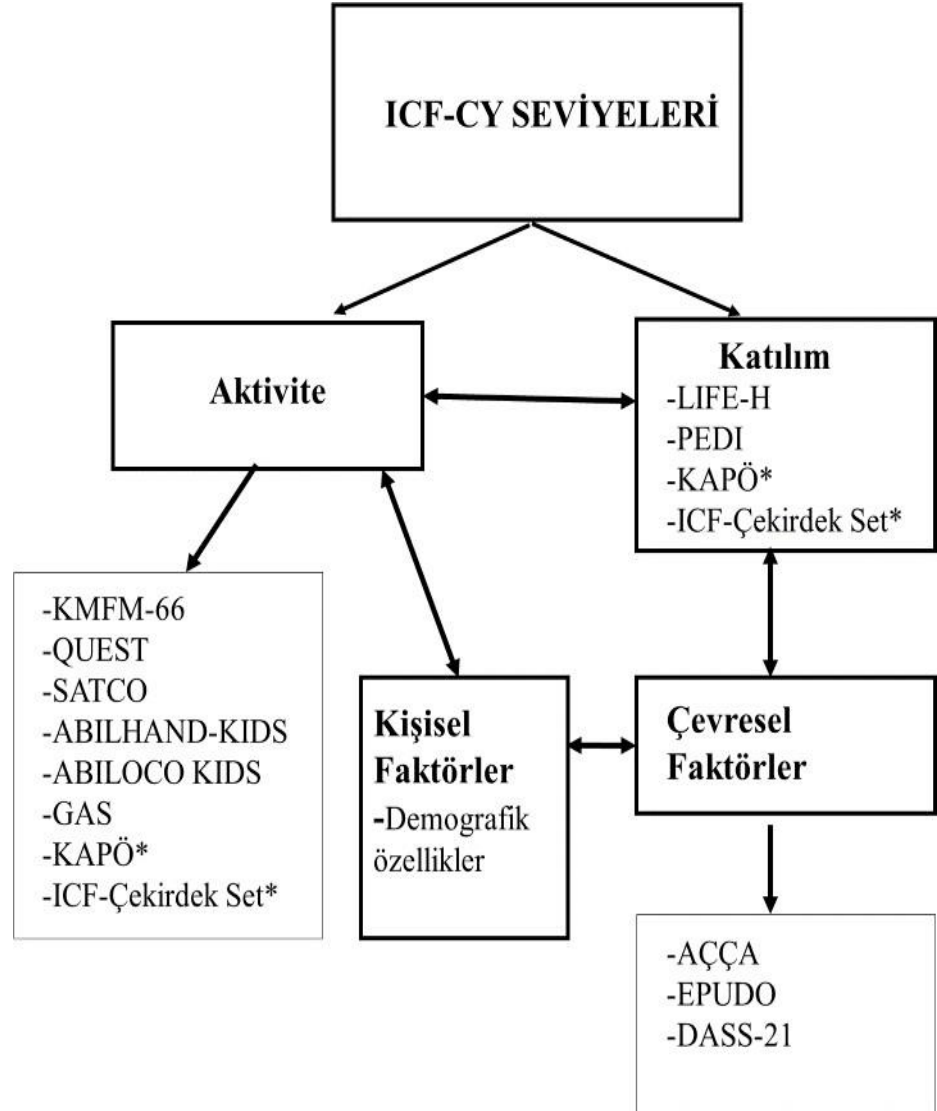 ICF-CY SEVİYELERİ
Aktivite
Katılım
-LIFE-H
-PEDI
-KAPÖ*
-ICF-Çekirdek Set*
-KMFM-66
-QUEST
-SATCO
-ABILHAND-KIDS
-ABILOCO KIDS
-GAS
-KAPÖ*
-ICF-Çekirdek Set*
Kişisel
Faktörler
-Demografik
özellikler
Çevresel
Faktörler
-AÇÇA
-EPUDO
-DASS-21